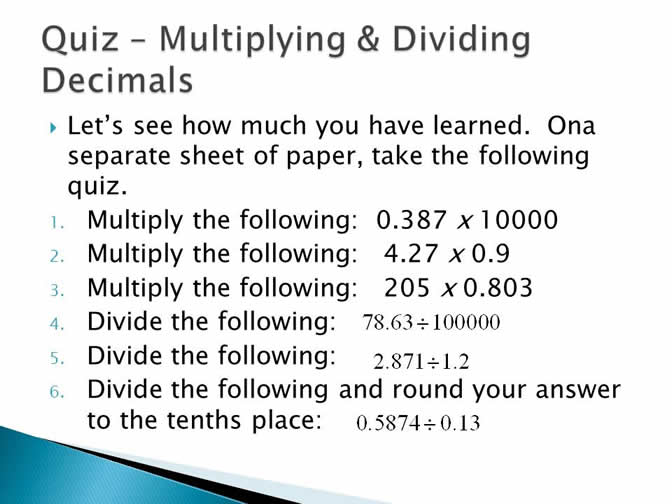 Quiz – Multiplying & Dividing
Decimals
Let's see how much you have learned.  Ona
separate sheet of paper, take the following
quiz.
1. Multiply the following:  0.387 x 10000
2. Multiply the following:   4.27 x 0.9
3. Multiply the following:   205 x 0.803
4. Divide the following:  78.63÷100000
5. Divide the following:   2.871÷1.2
6. Divide the following and round your answer
to the tenths place:  0.5874÷0.13